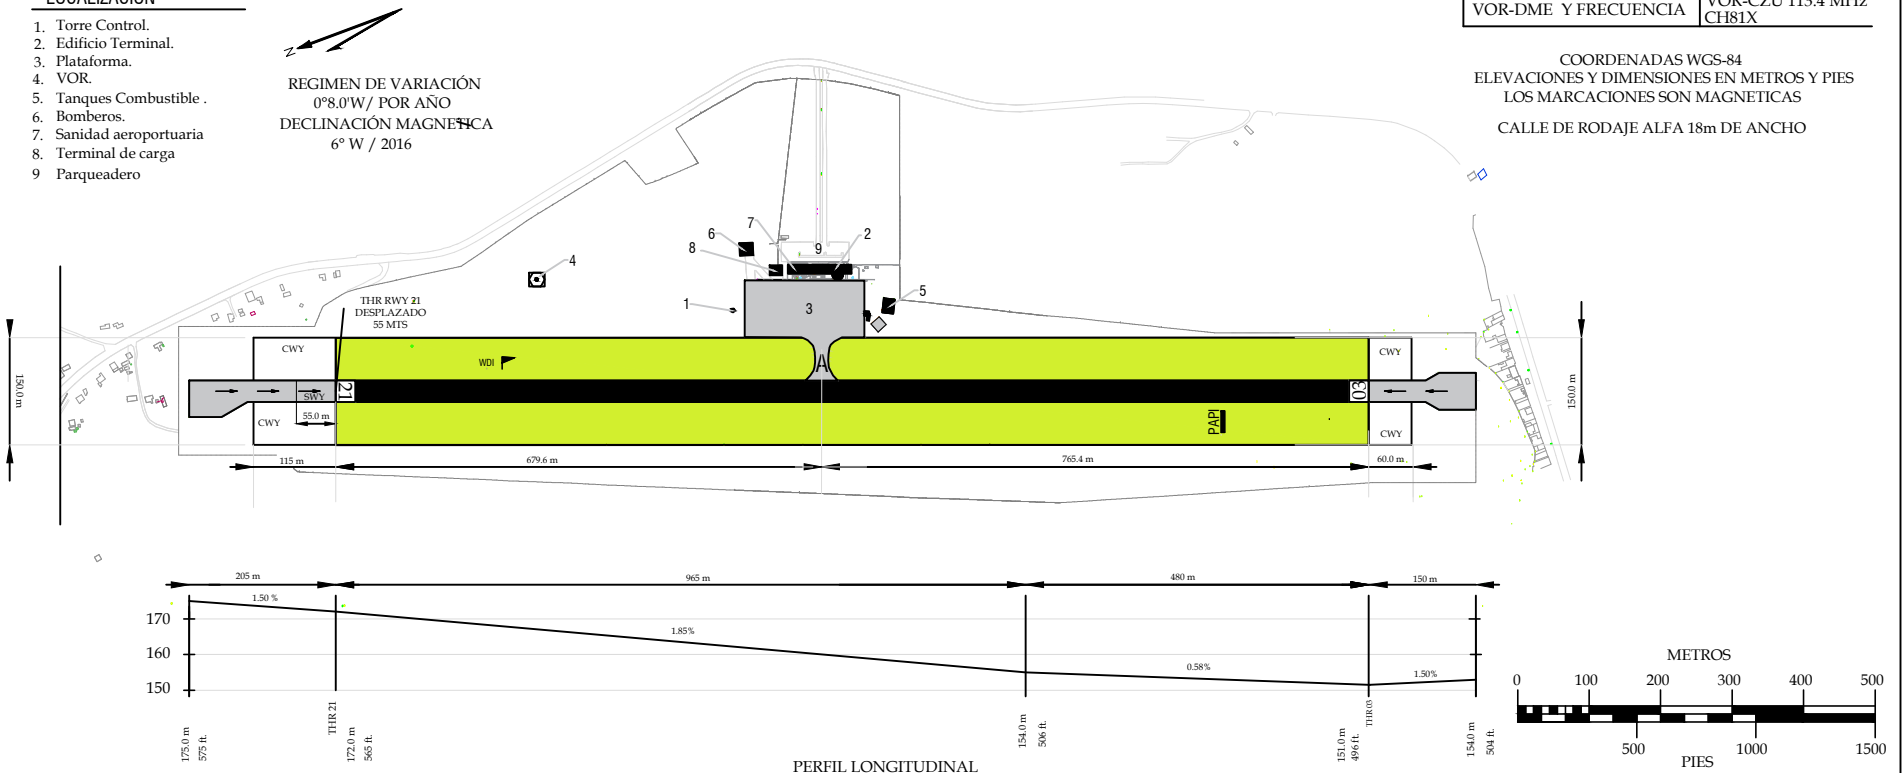 LOCALIZACIÓN
1. Torre Control.
2. Edificio Terminal.
3. Plataforma.
4. VOR.
5. Tanques Combustible .
6. Bomberos.
7. Sanidad aeroportuaria
8. Terminal de carga
9 Parqueadero
N
REGIMEN DE VARIACIÓN
0°8.0'W/ POR AÑO
DECLINACIÓN MAGNETICA
6° W / 2016
VOR-DME Y FRECUENCIA
VOR-CZU 113.4 MHz
CH81X
COORDENADAS WGS-84
ELEVACIONES Y DIMENSIONES EN METROS Y PIES
LOS MARCACIONES SON MAGNETICAS
CALLE DE RODAJE ALFA 18m DE ANCHO
7
6
8
9
2
4
1
3
5
THR RWY 21
DESPLAZADO
55 MTS
CWY
WDI
A
CWY
150.0 m
150.0 m
SWY
21
03
CWY
55.0 m
PAPI
CWY
115 m
679.6 m
765.4 m
60.0 m
205 m
965 m
480 m
150 m
1.50 %
1.85%
0.58%
1.50%
170
160
150
175.0 m
575 ft.
THR 21
172.0 m
565 ft.
154.0 m
506 ft.
151.0 m
496 ft.
THR 03
154.0 m
504 ft.
PERFIL LONGITUDINAL
METROS
0 100 200 300 400 500
500 1000 1500
PIES